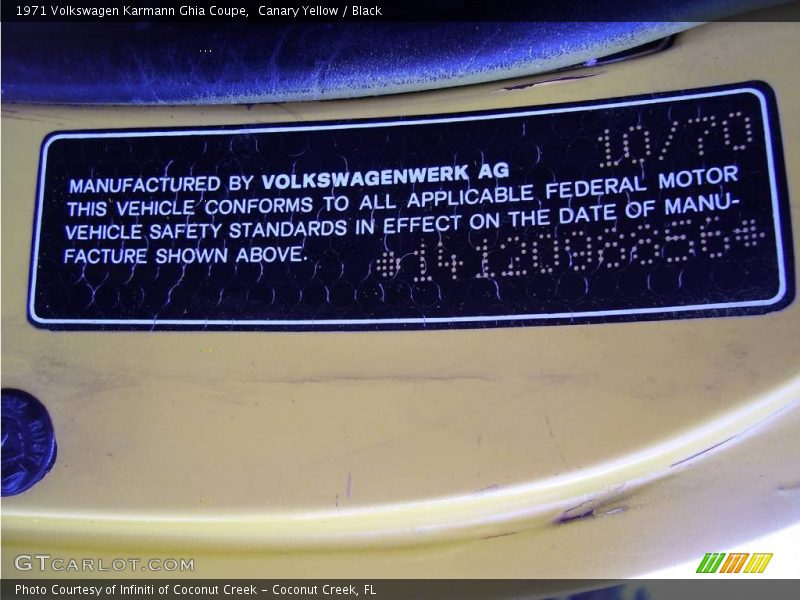 1971 Volkswagen Karmann Ghia Coupe, Canary Yellow / Black
10/70
MANUFACTURED BY VOLKSWAGENWERK AG
THIS VEHICLE CONFORMS TO ALL APPLICABLE FEDERAL MOTOR
VEHICLE SAFETY STANDARDS IN EFFECT ON THE DATE OF MANU-
FACTURE SHOWN ABOVE.
GTCARLOT.COM
Photo Courtesy of Infiniti of Coconut Creek - Coconut Creek, FL